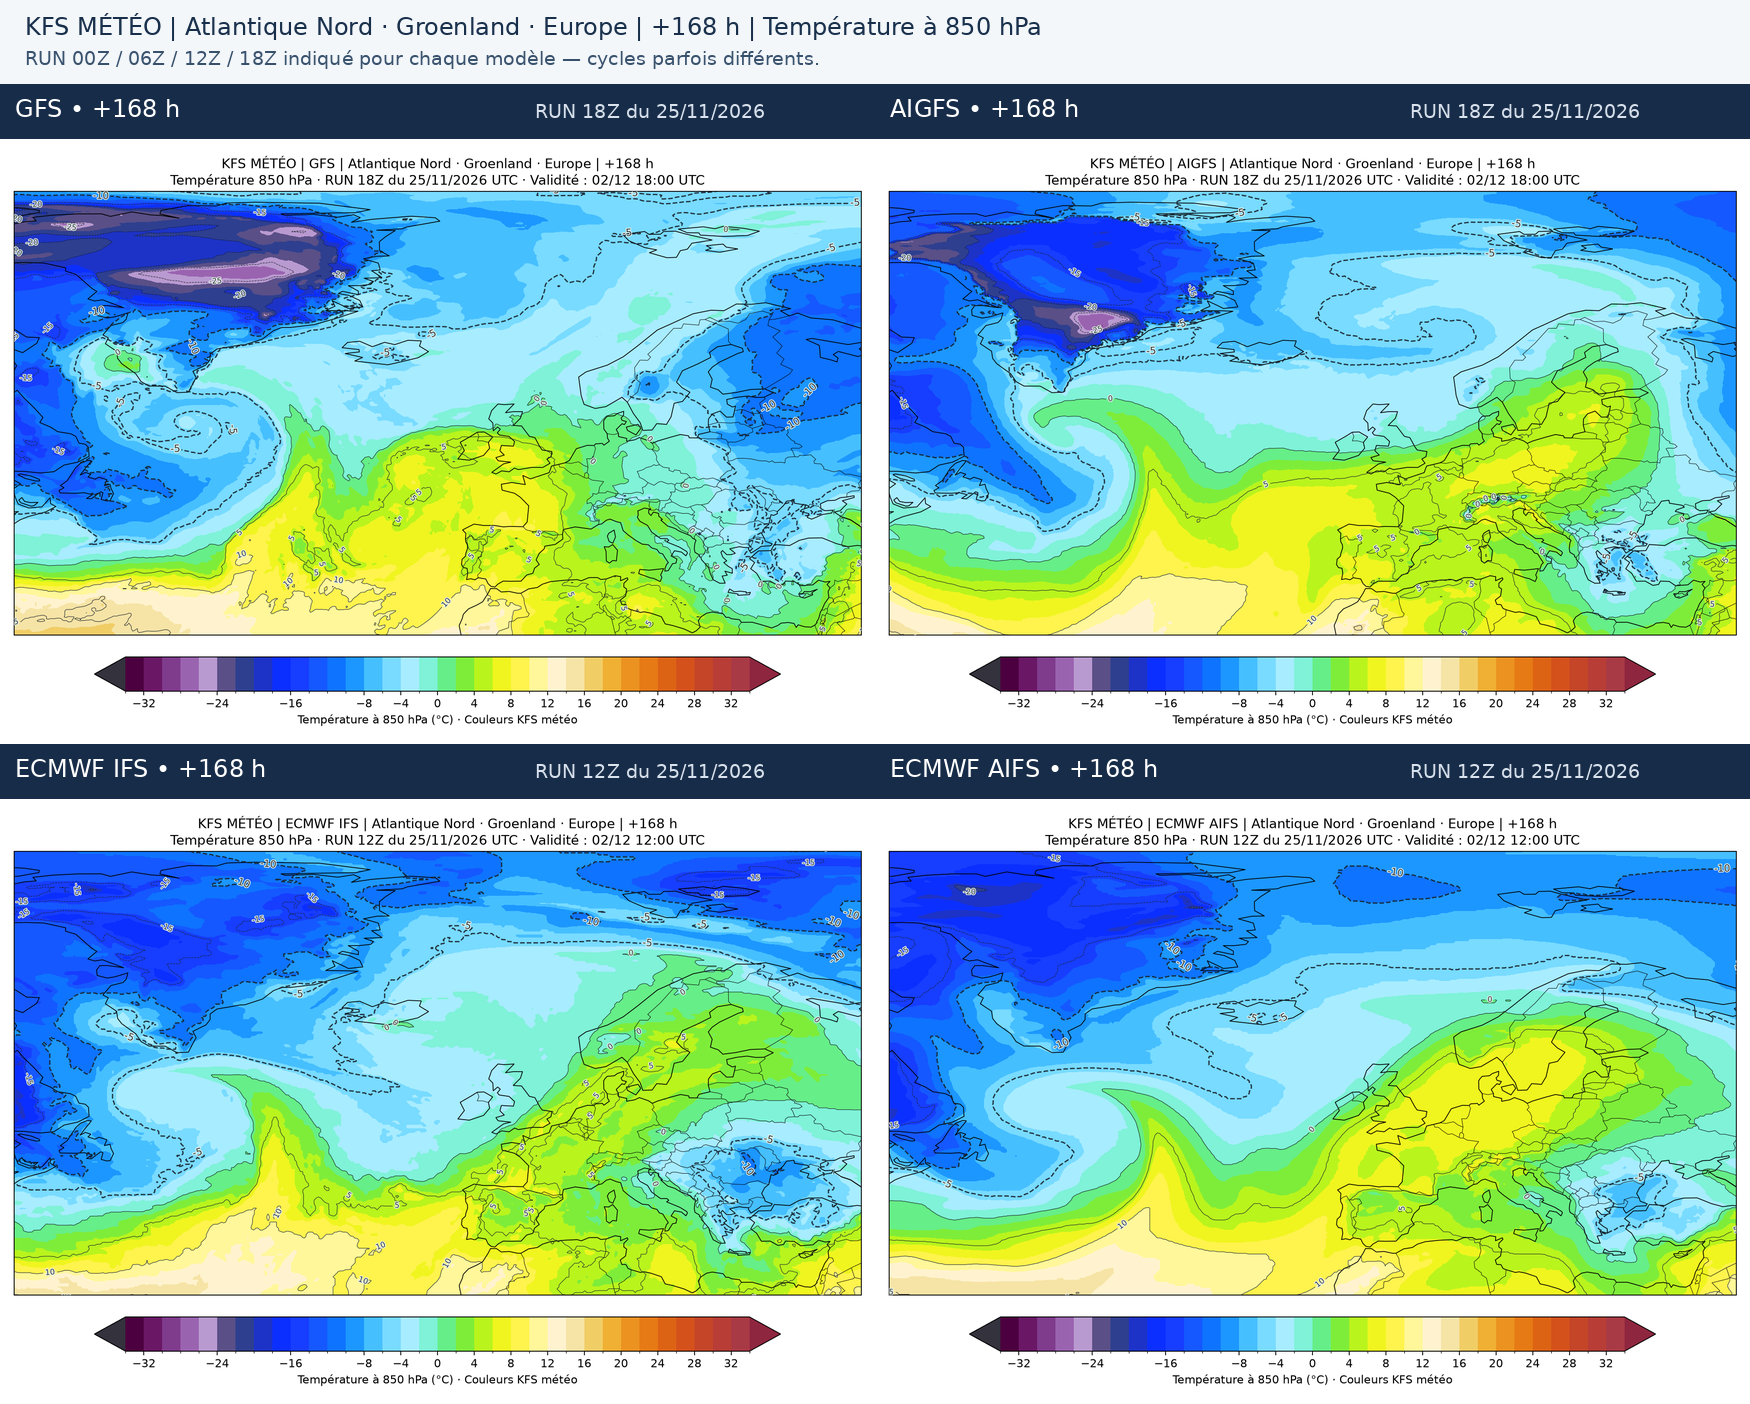 KFS MÉTÉO | Atlantique Nord · Groenland · Europe | +168 h | Température à 850 hPa
RUN 00Z / 06Z / 12Z / 18Z indiqué pour chaque modèle — cycles parfois différents.
GFS • +168 h
RUN 18Z du 25/11/2026
AIGFS • +168 h
RUN 18Z du 25/11/2026
KFS MÉTÉO | GFS | Atlantique Nord · Groenland · Europe | +168 h
Température 850 hPa · RUN 18Z du 25/11/2026 UTC · Validité : 02/12 18:00 UTC
KFS MÉTÉO | AIGFS | Atlantique Nord · Groenland · Europe | +168 h
Température 850 hPa · RUN 18Z du 25/11/2026 UTC · Validité : 02/12 18:00 UTC
−32 −24 −16 −8 −4 0 4 8 12 16 20 24 28 32
Température à 850 hPa (°C) · Couleurs KFS météo
−32 −24 −16 −8 −4 0 4 8 12 16 20 24 28 32
Température à 850 hPa (°C) · Couleurs KFS météo
ECMWF IFS • +168 h
RUN 12Z du 25/11/2026
ECMWF AIFS • +168 h
RUN 12Z du 25/11/2026
KFS MÉTÉO | ECMWF IFS | Atlantique Nord · Groenland · Europe | +168 h
Température 850 hPa · RUN 12Z du 25/11/2026 UTC · Validité : 02/12 12:00 UTC
KFS MÉTÉO | ECMWF AIFS | Atlantique Nord · Groenland · Europe | +168 h
Température 850 hPa · RUN 12Z du 25/11/2026 UTC · Validité : 02/12 12:00 UTC
−32 −24 −16 −8 −4 0 4 8 12 16 20 24 28 32
Température à 850 hPa (°C) · Couleurs KFS météo
−32 −24 −16 −8 −4 0 4 8 12 16 20 24 28 32
Température à 850 hPa (°C) · Couleurs KFS météo